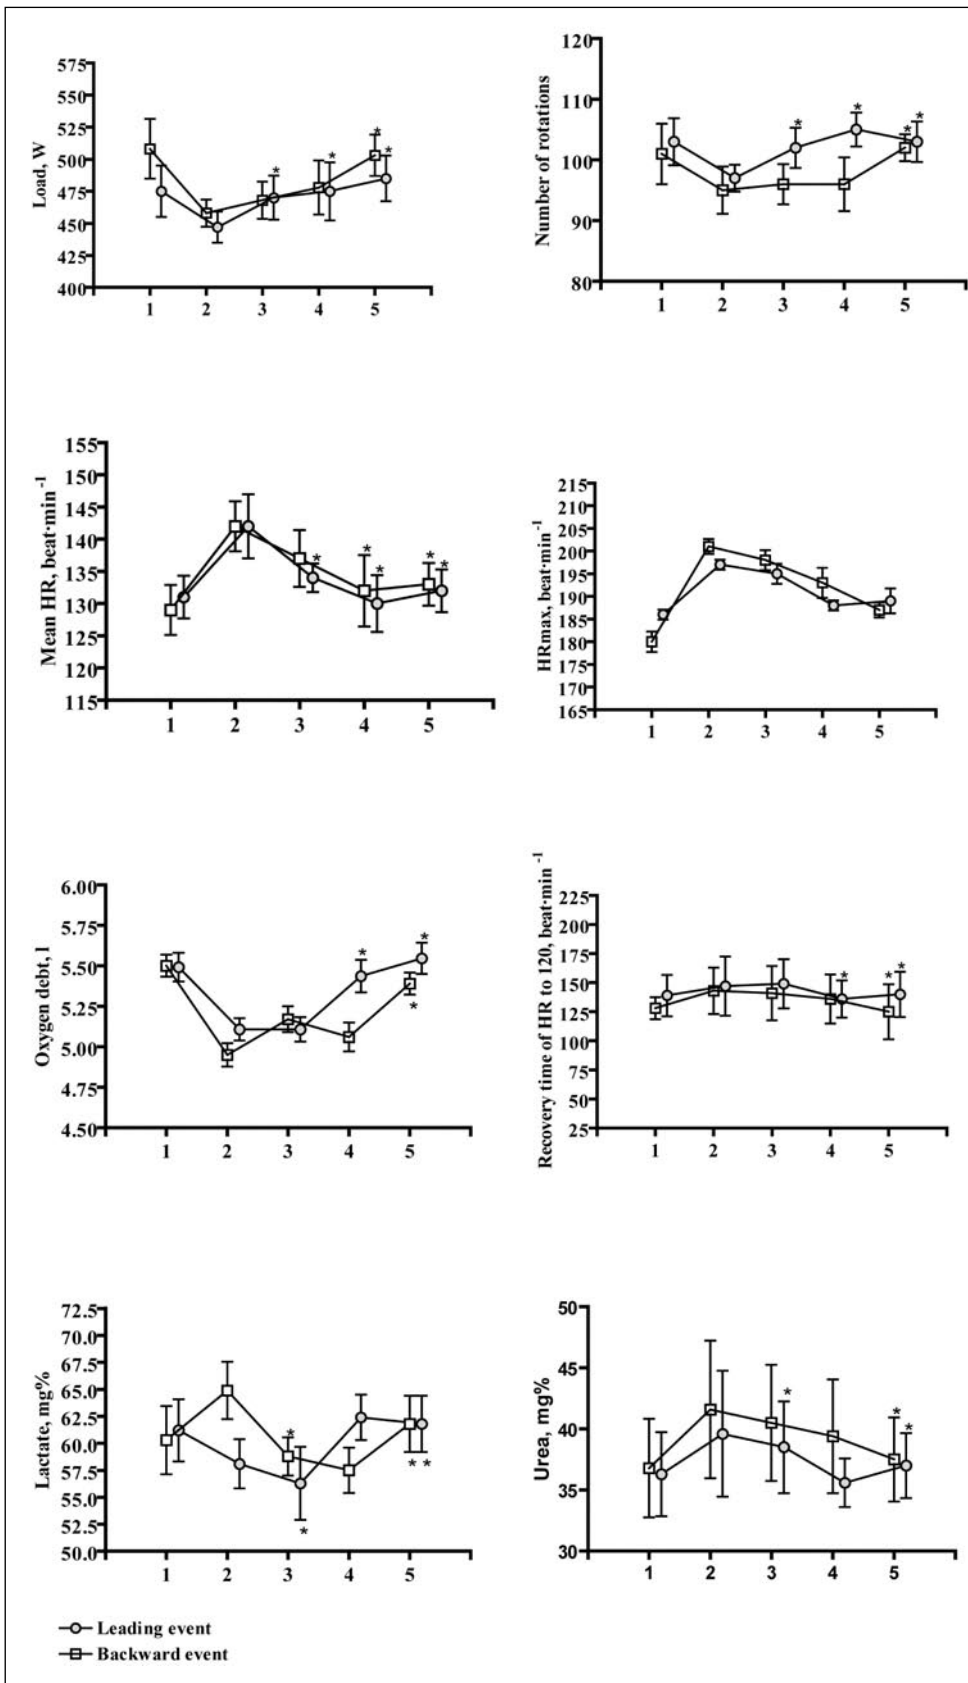 Load, W
575
550
525
500
475
450
425
400
1 2 3 4 5
* * * *
Number of rotations
120
110
100
90
80
1 2 3 4 5
* * * *
Mean HR, beat·min⁻¹
155
150
145
140
135
130
125
120
115
1 2 3 4 5
* * * * *
HRmax, beat·min⁻¹
215
210
205
200
195
190
185
180
175
170
165
1 2 3 4 5
Oxygen debt, l
6.00
5.75
5.50
5.25
5.00
4.75
4.50
1 2 3 4 5
* * * *
Recovery time of HR to 120, beat·min⁻¹
225
200
175
150
125
100
75
50
25
1 2 3 4 5
* * *
Lactate, mg%
72.5
70.0
67.5
65.0
62.5
60.0
57.5
55.0
52.5
50.0
1 2 3 4 5
* * * *
Urea, mg%
50
45
40
35
30
1 2 3 4 5
* * *
Leading event
Backward event